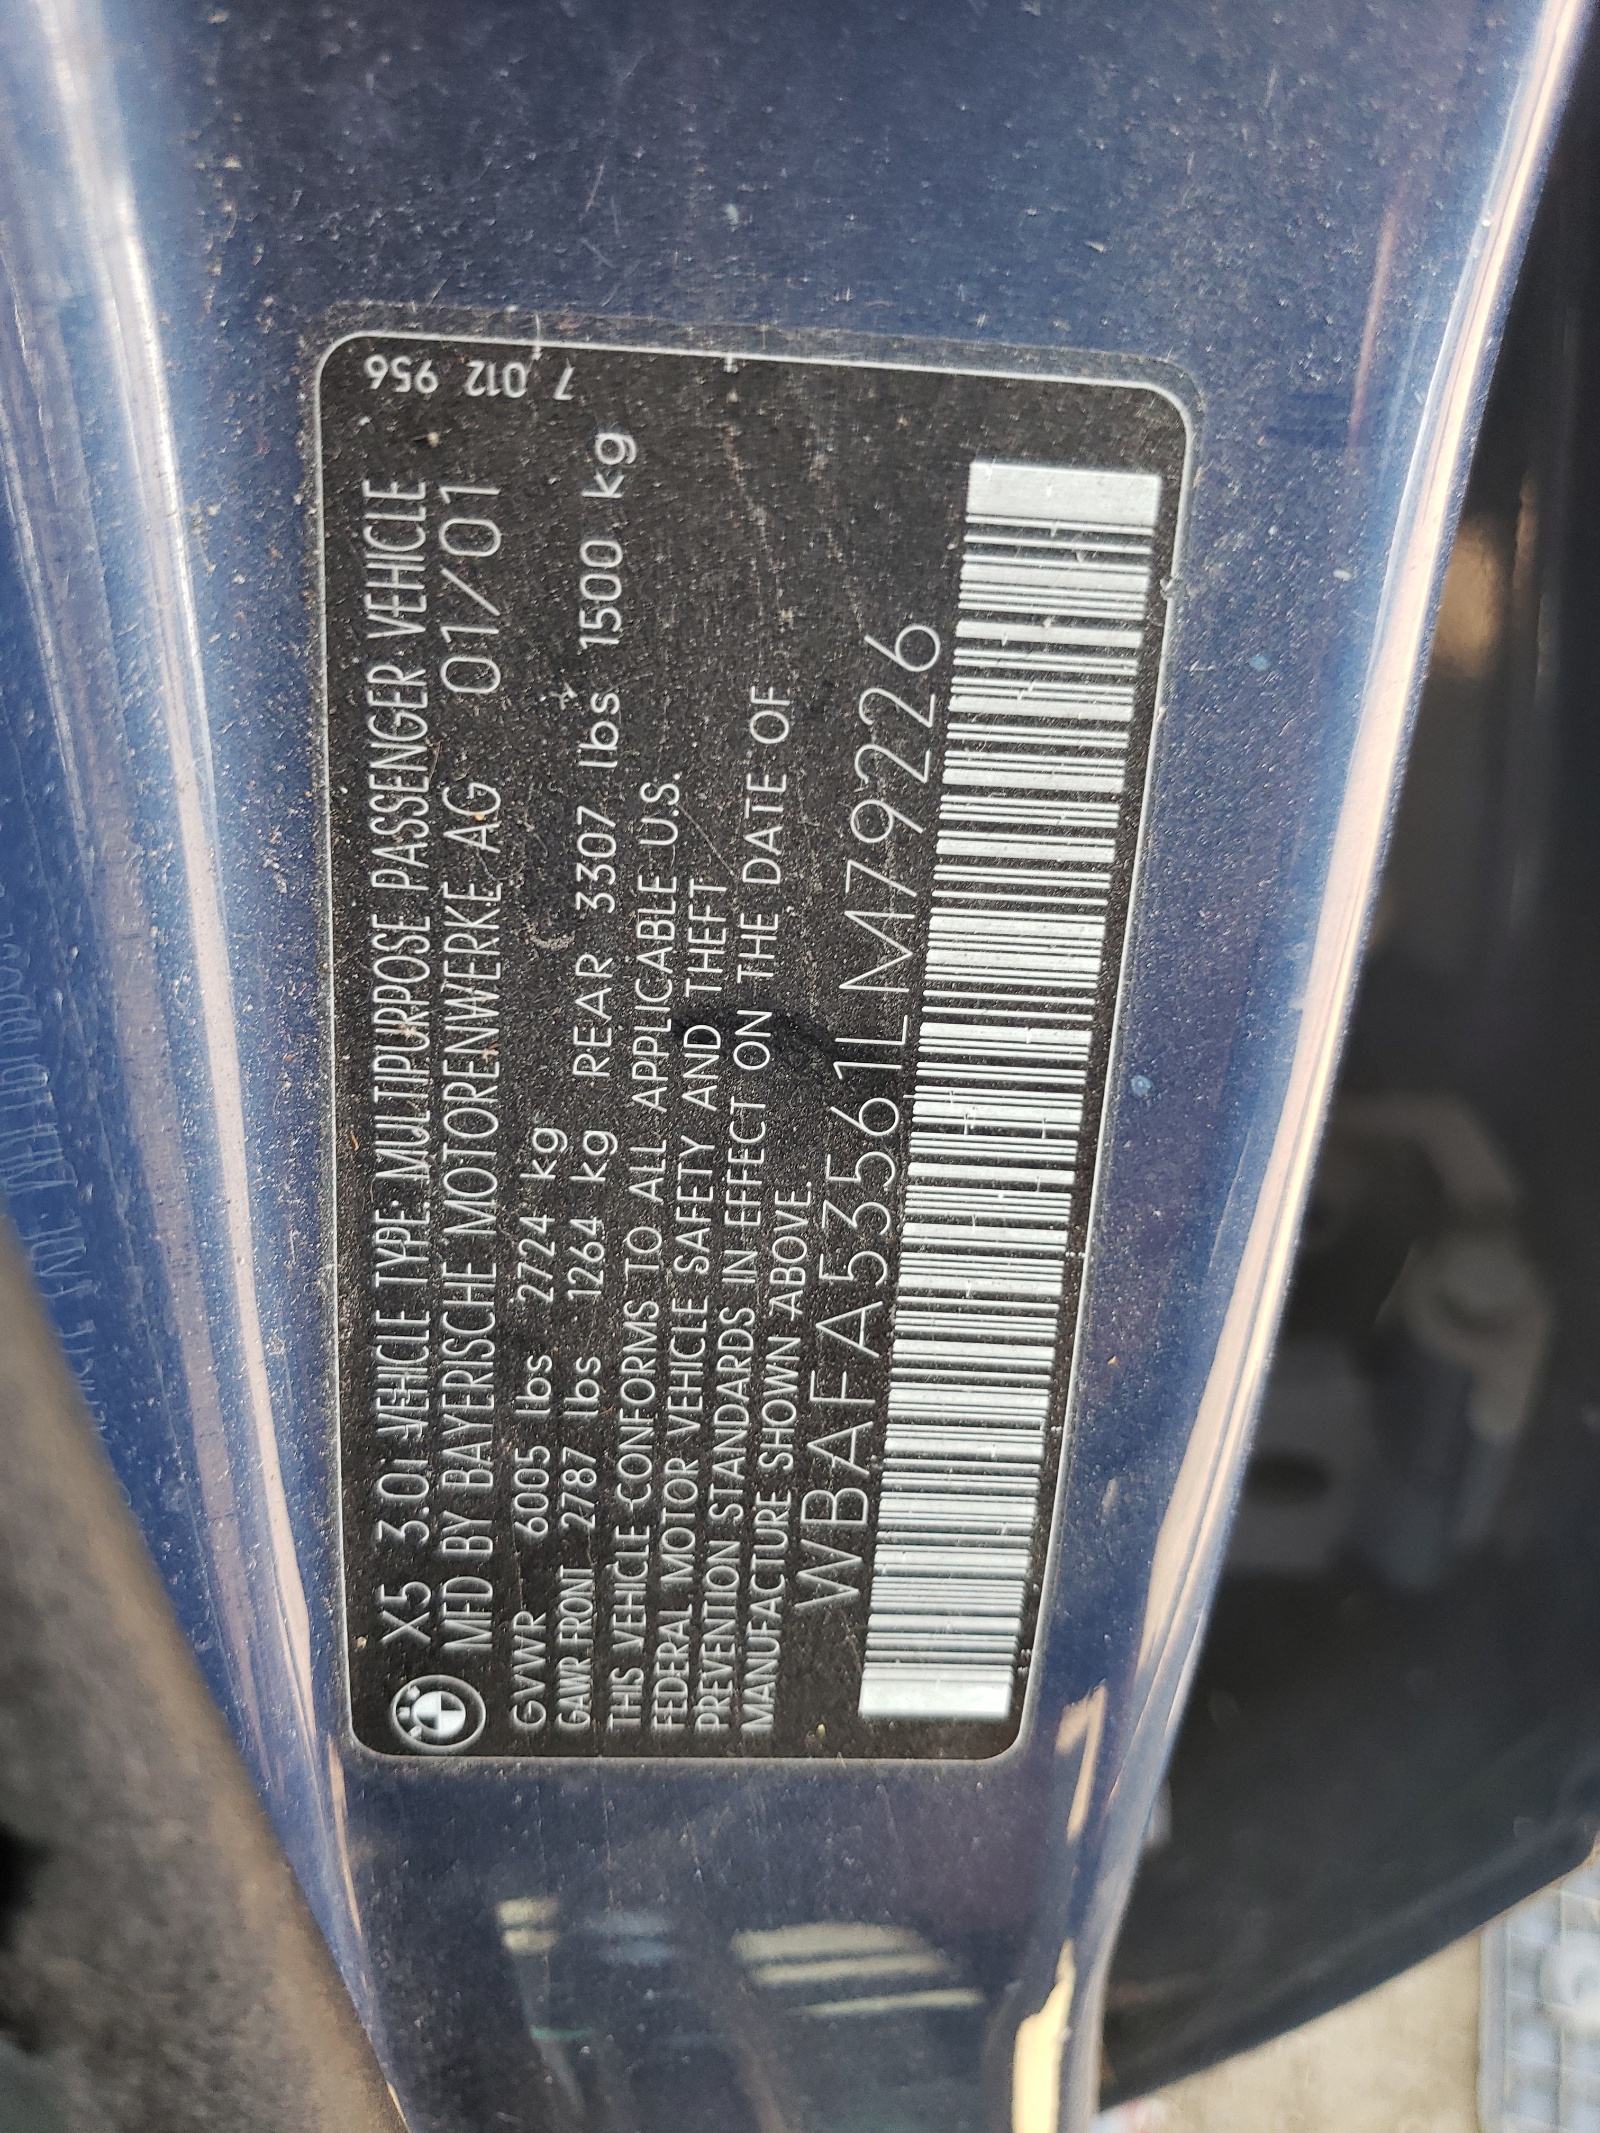 X5 3.0i VEHICLE TYPE: MULTIPURPOSE PASSENGER VEHICLE
MFD BY BAYERISCHE MOTORENWERKE AG 01/01
GVWR 6005 lbs 2724 kg
GAWR FRONT 2787 lbs 1264 kg REAR 3307 lbs 1500 kg
THIS VEHICLE CONFORMS TO ALL APPLICABLE U.S.
FEDERAL MOTOR VEHICLE SAFETY AND THEFT
PREVENTION STANDARDS IN EFFECT ON THE DATE OF
MANUFACTURE SHOWN ABOVE.
WBAFA53561LM79226
7 012 956